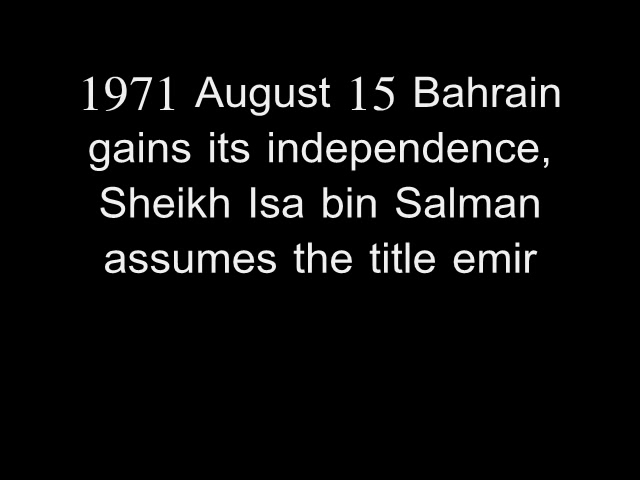 1971 August 15 Bahrain
gains its independence,
Sheikh Isa bin Salman
assumes the title emir